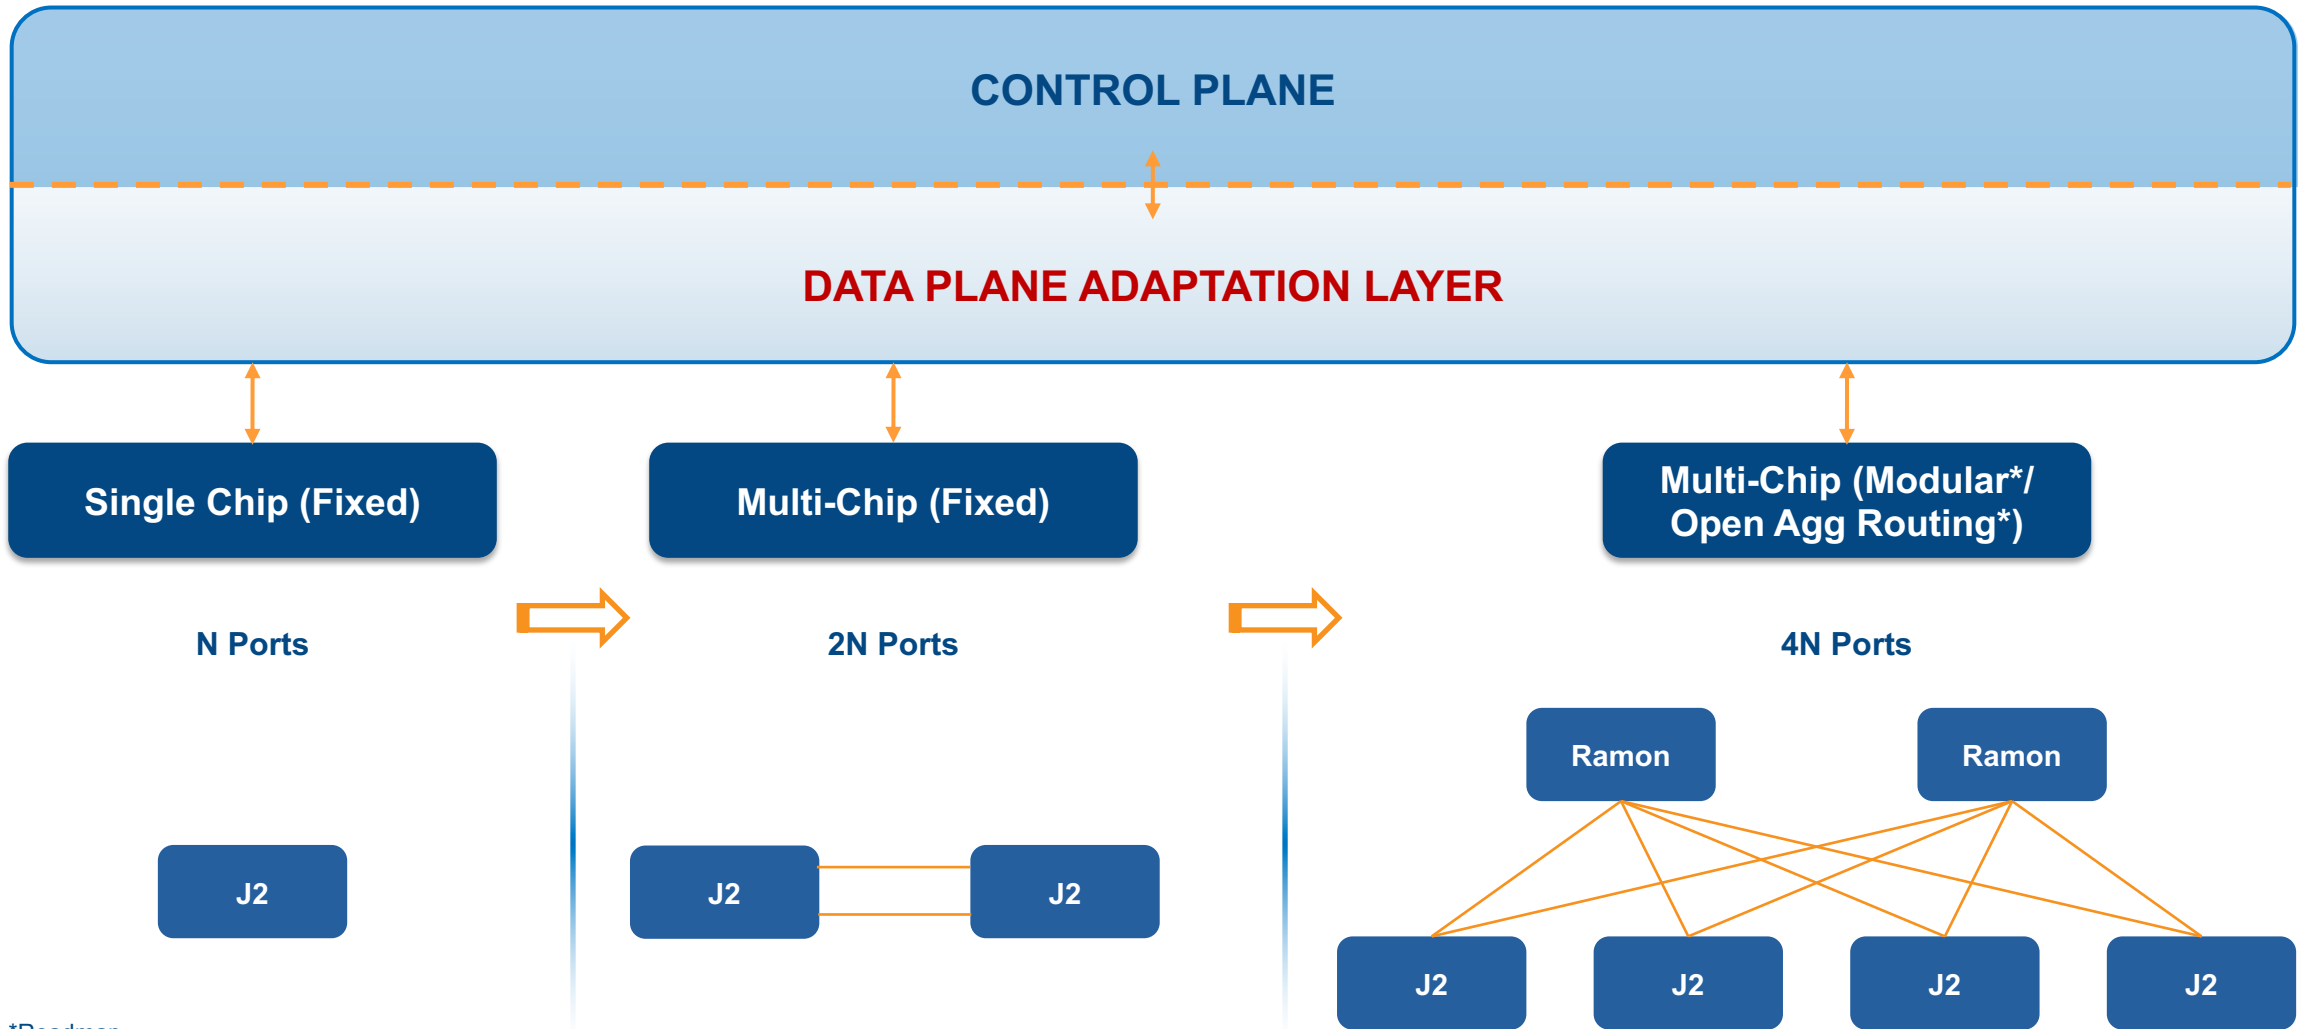 CONTROL PLANE
DATA PLANE ADAPTATION LAYER
Single Chip (Fixed)
Multi-Chip (Fixed)
Multi-Chip (Modular*/
Open Agg Routing*)
N Ports
2N Ports
4N Ports
Ramon
Ramon
J2
J2
J2
J2
J2
J2
J2
*Roadmap